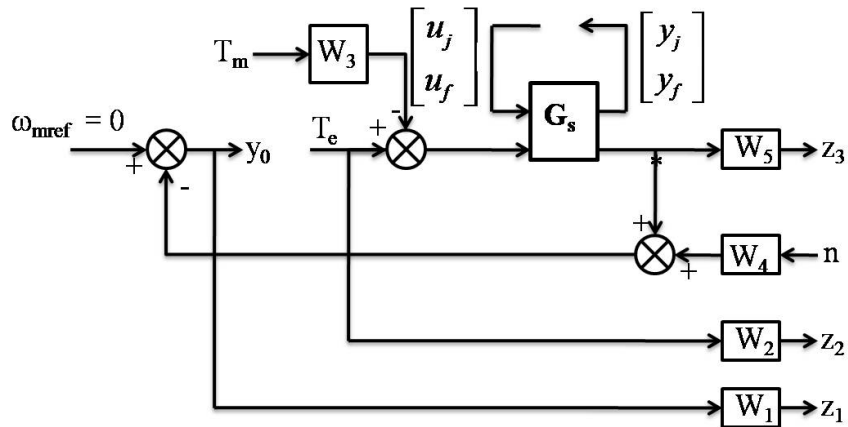 T_m
W_3
-
[u_j
u_f]
[y_j
y_f]
G_s
ω_mref = 0
+
-
y_0
T_e
+
*
W_5
z_3
+
+
W_4
n
W_2
z_2
W_1
z_1